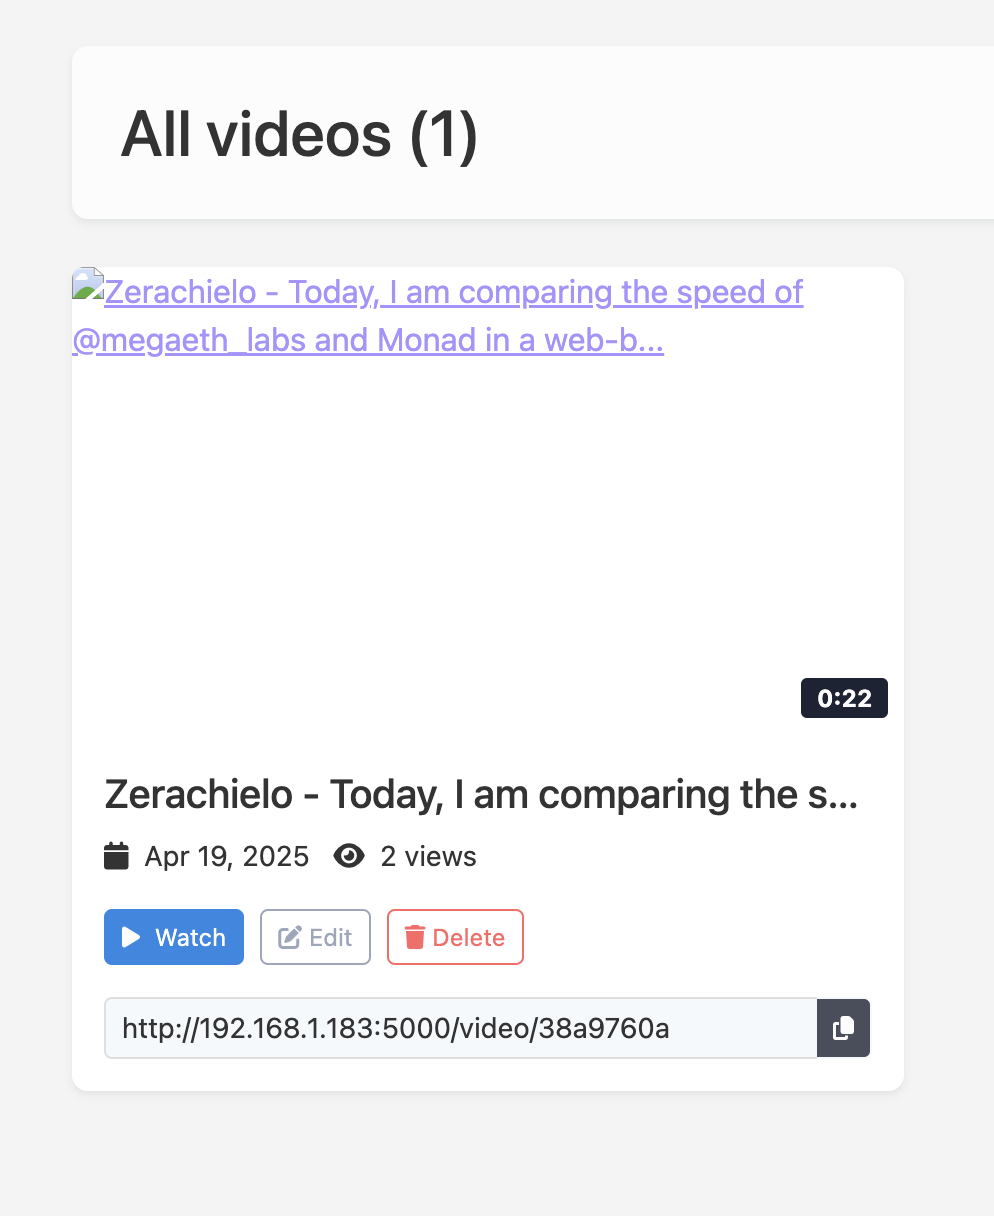 All videos (1)
Zerachielo - Today, I am comparing the speed of
@megaeth_labs and Monad in a web-b...
0:22
Zerachielo - Today, I am comparing the s...
Apr 19, 2025 2 views
Watch Edit Delete
http://192.168.1.183:5000/video/38a9760a